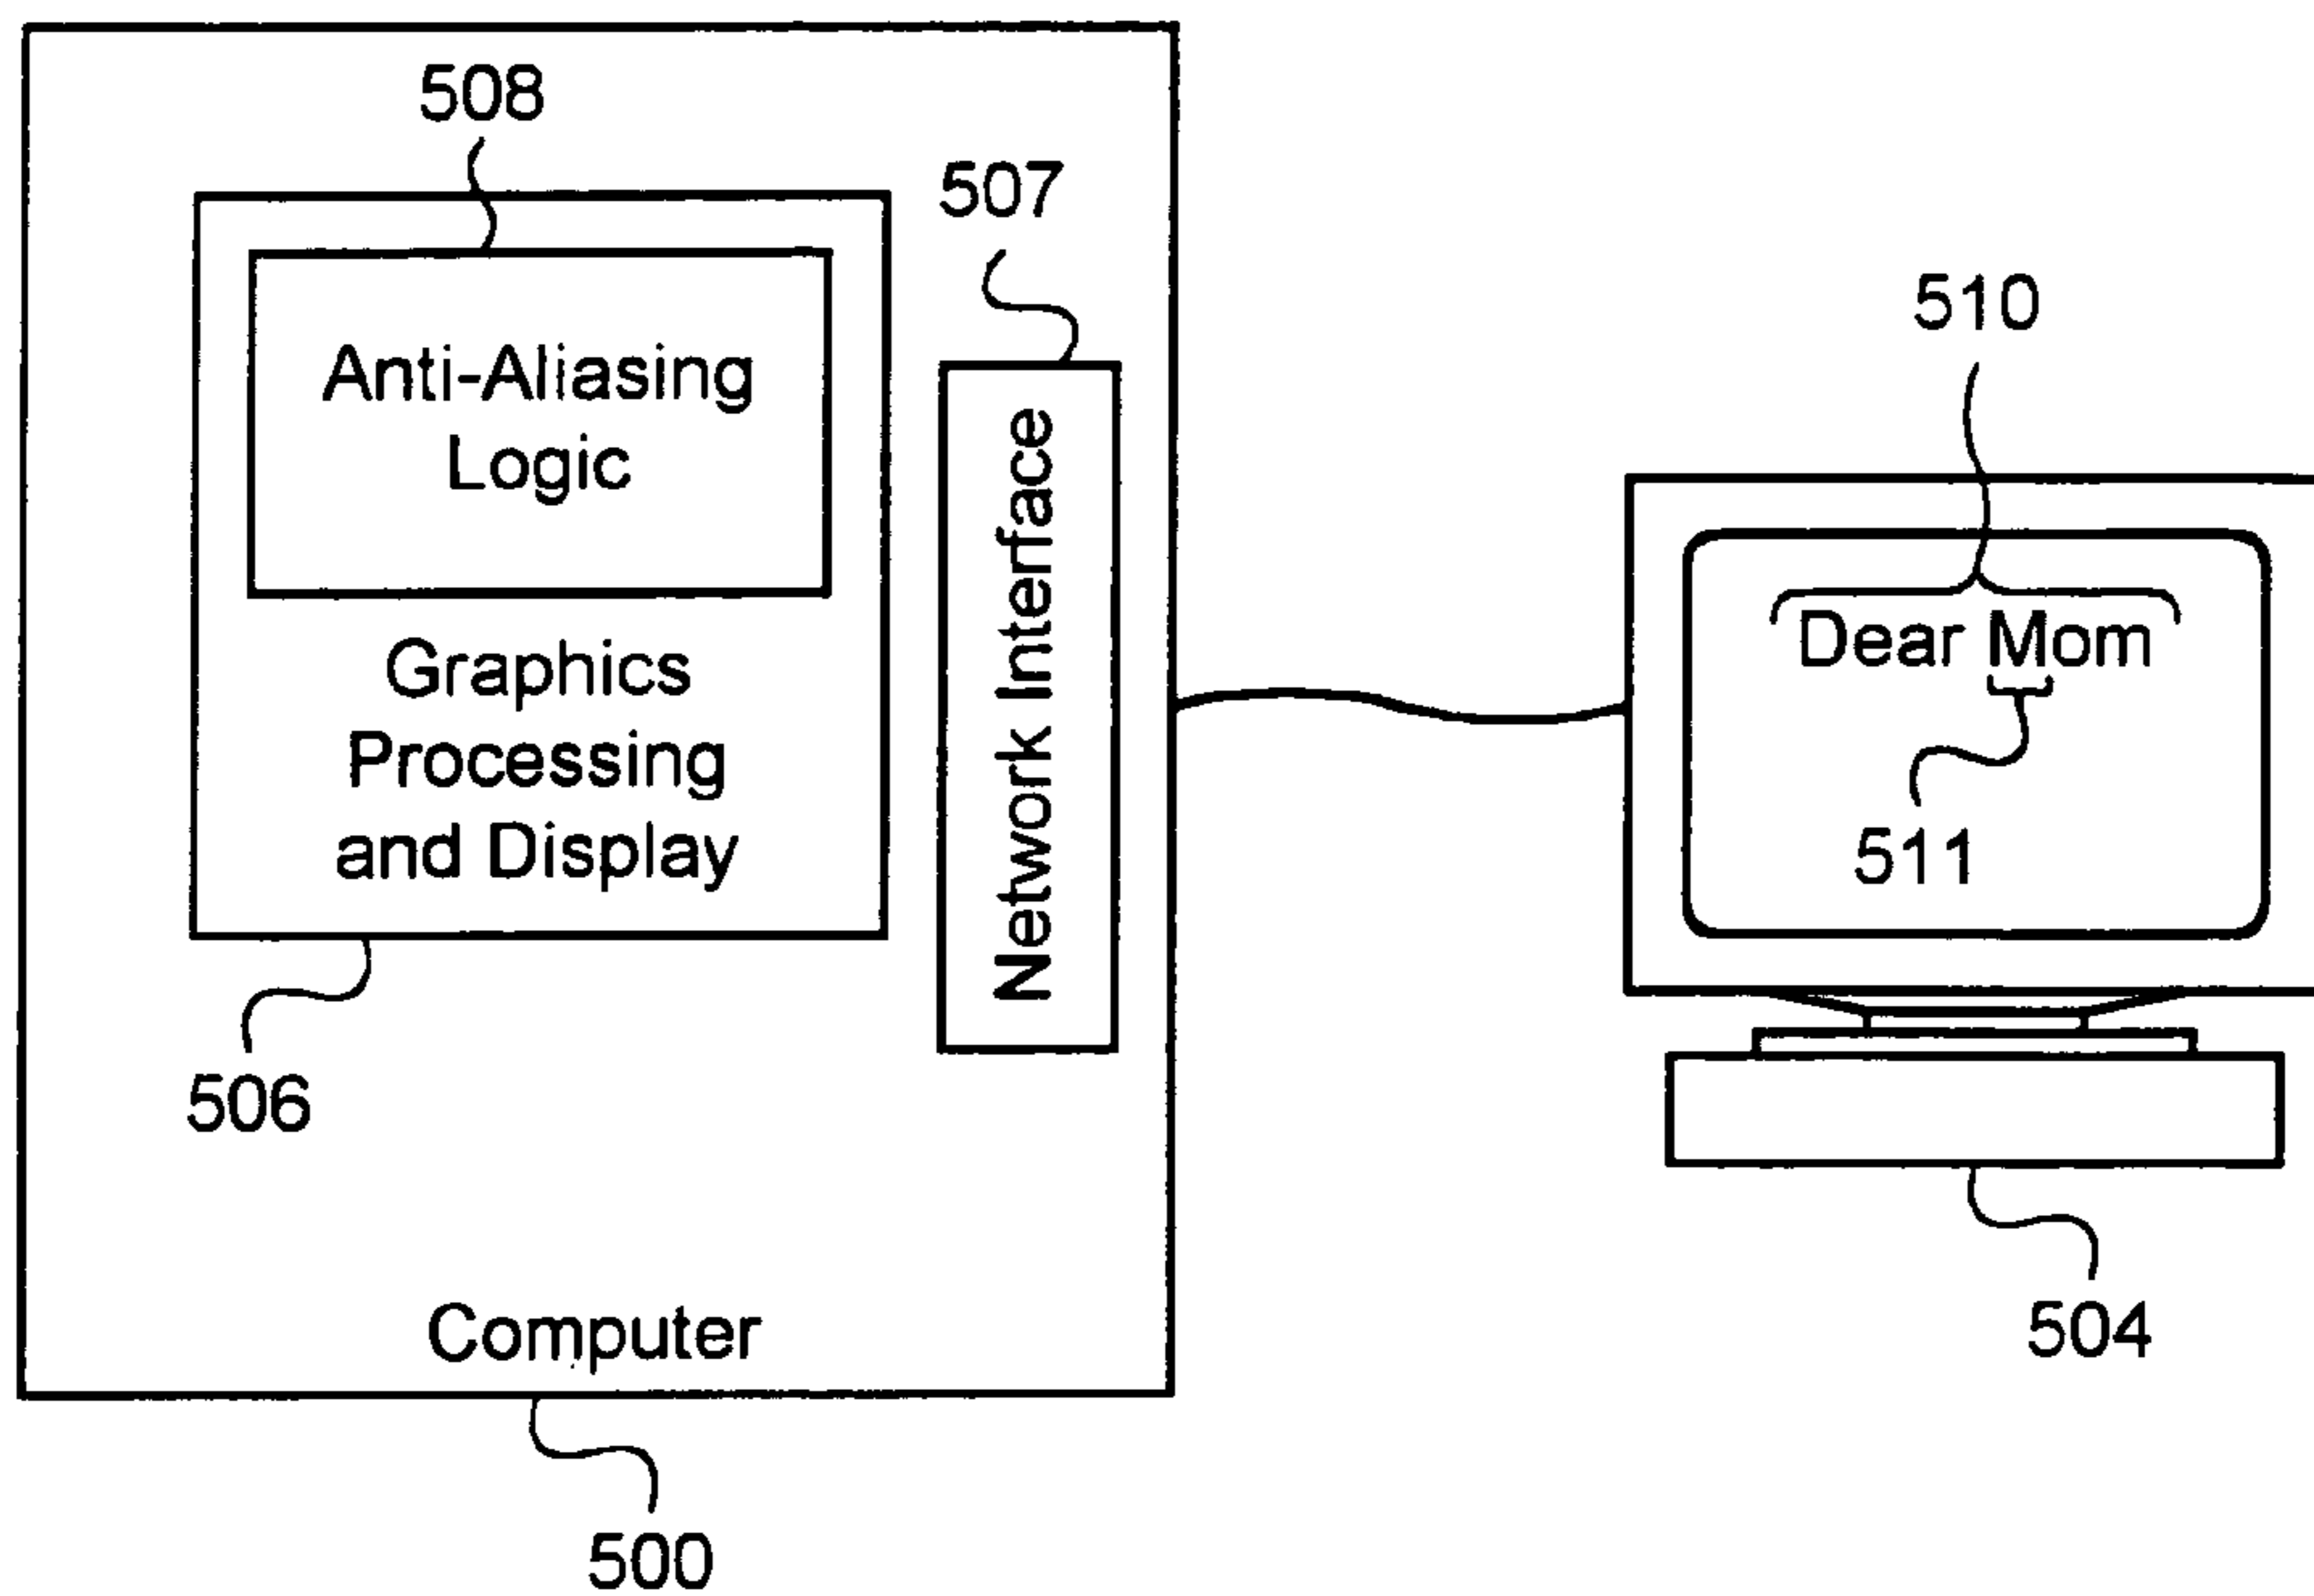 508
507
Anti-Aliasing
Logic
Graphics
Processing
and Display
Network Interface
506
Computer
500
510
Dear Mom
511
504